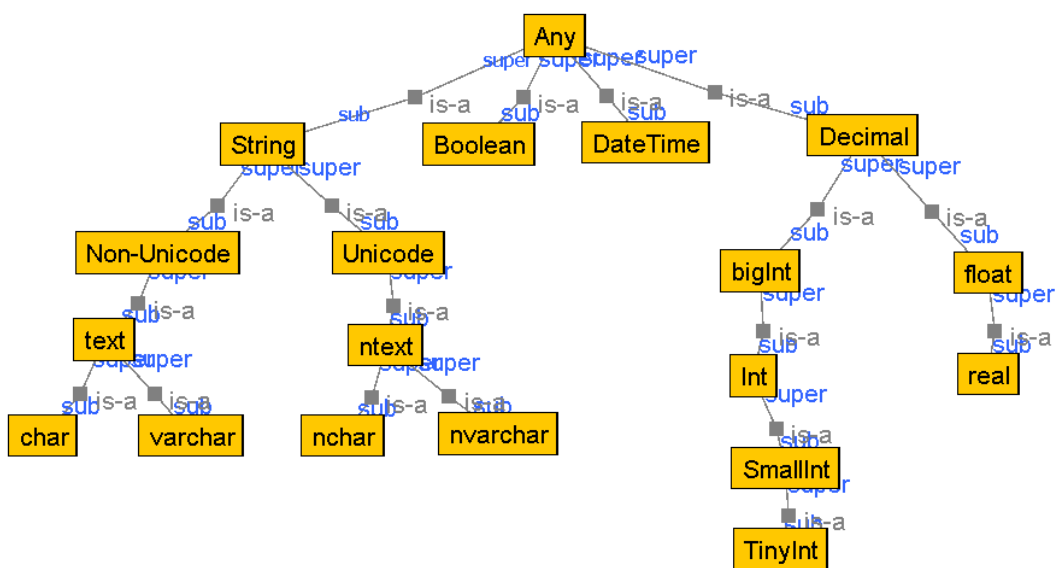 Any
super super super super
is-a is-a is-a is-a
sub sub sub sub
String Boolean DateTime Decimal
super super super super
is-a is-a is-a is-a
sub sub sub sub
Non-Unicode Unicode bigInt float
super super super super
is-a is-a is-a is-a
sub sub sub sub
text ntext Int real
super super super super super
is-a is-a is-a is-a is-a
sub sub sub sub sub
char varchar nchar nvarchar SmallInt
super
is-a
sub
TinyInt